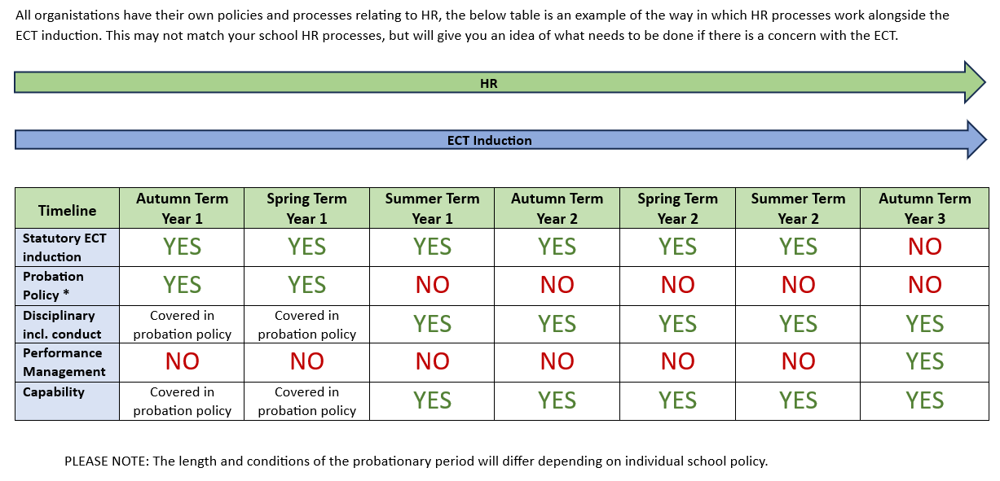 All organistations have their own policies and processes relating to HR, the below table is an example of the way in which HR processes work alongside the
ECT induction. This may not match your school HR processes, but will give you an idea of what needs to be done if there is a concern with the ECT.
HR
ECT Induction
Timeline
Autumn Term
Year 1
Spring Term
Year 1
Summer Term
Year 1
Autumn Term
Year 2
Spring Term
Year 2
Summer Term
Year 2
Autumn Term
Year 3
Statutory ECT
induction
YES
YES
YES
YES
YES
YES
NO
Probation
Policy *
YES
YES
NO
NO
NO
NO
NO
Disciplinary
incl. conduct
Covered in
probation policy
Covered in
probation policy
YES
YES
YES
YES
YES
Performance
Management
NO
NO
NO
NO
NO
NO
YES
Capability
Covered in
probation policy
Covered in
probation policy
YES
YES
YES
YES
YES
PLEASE NOTE: The length and conditions of the probationary period will differ depending on individual school policy.